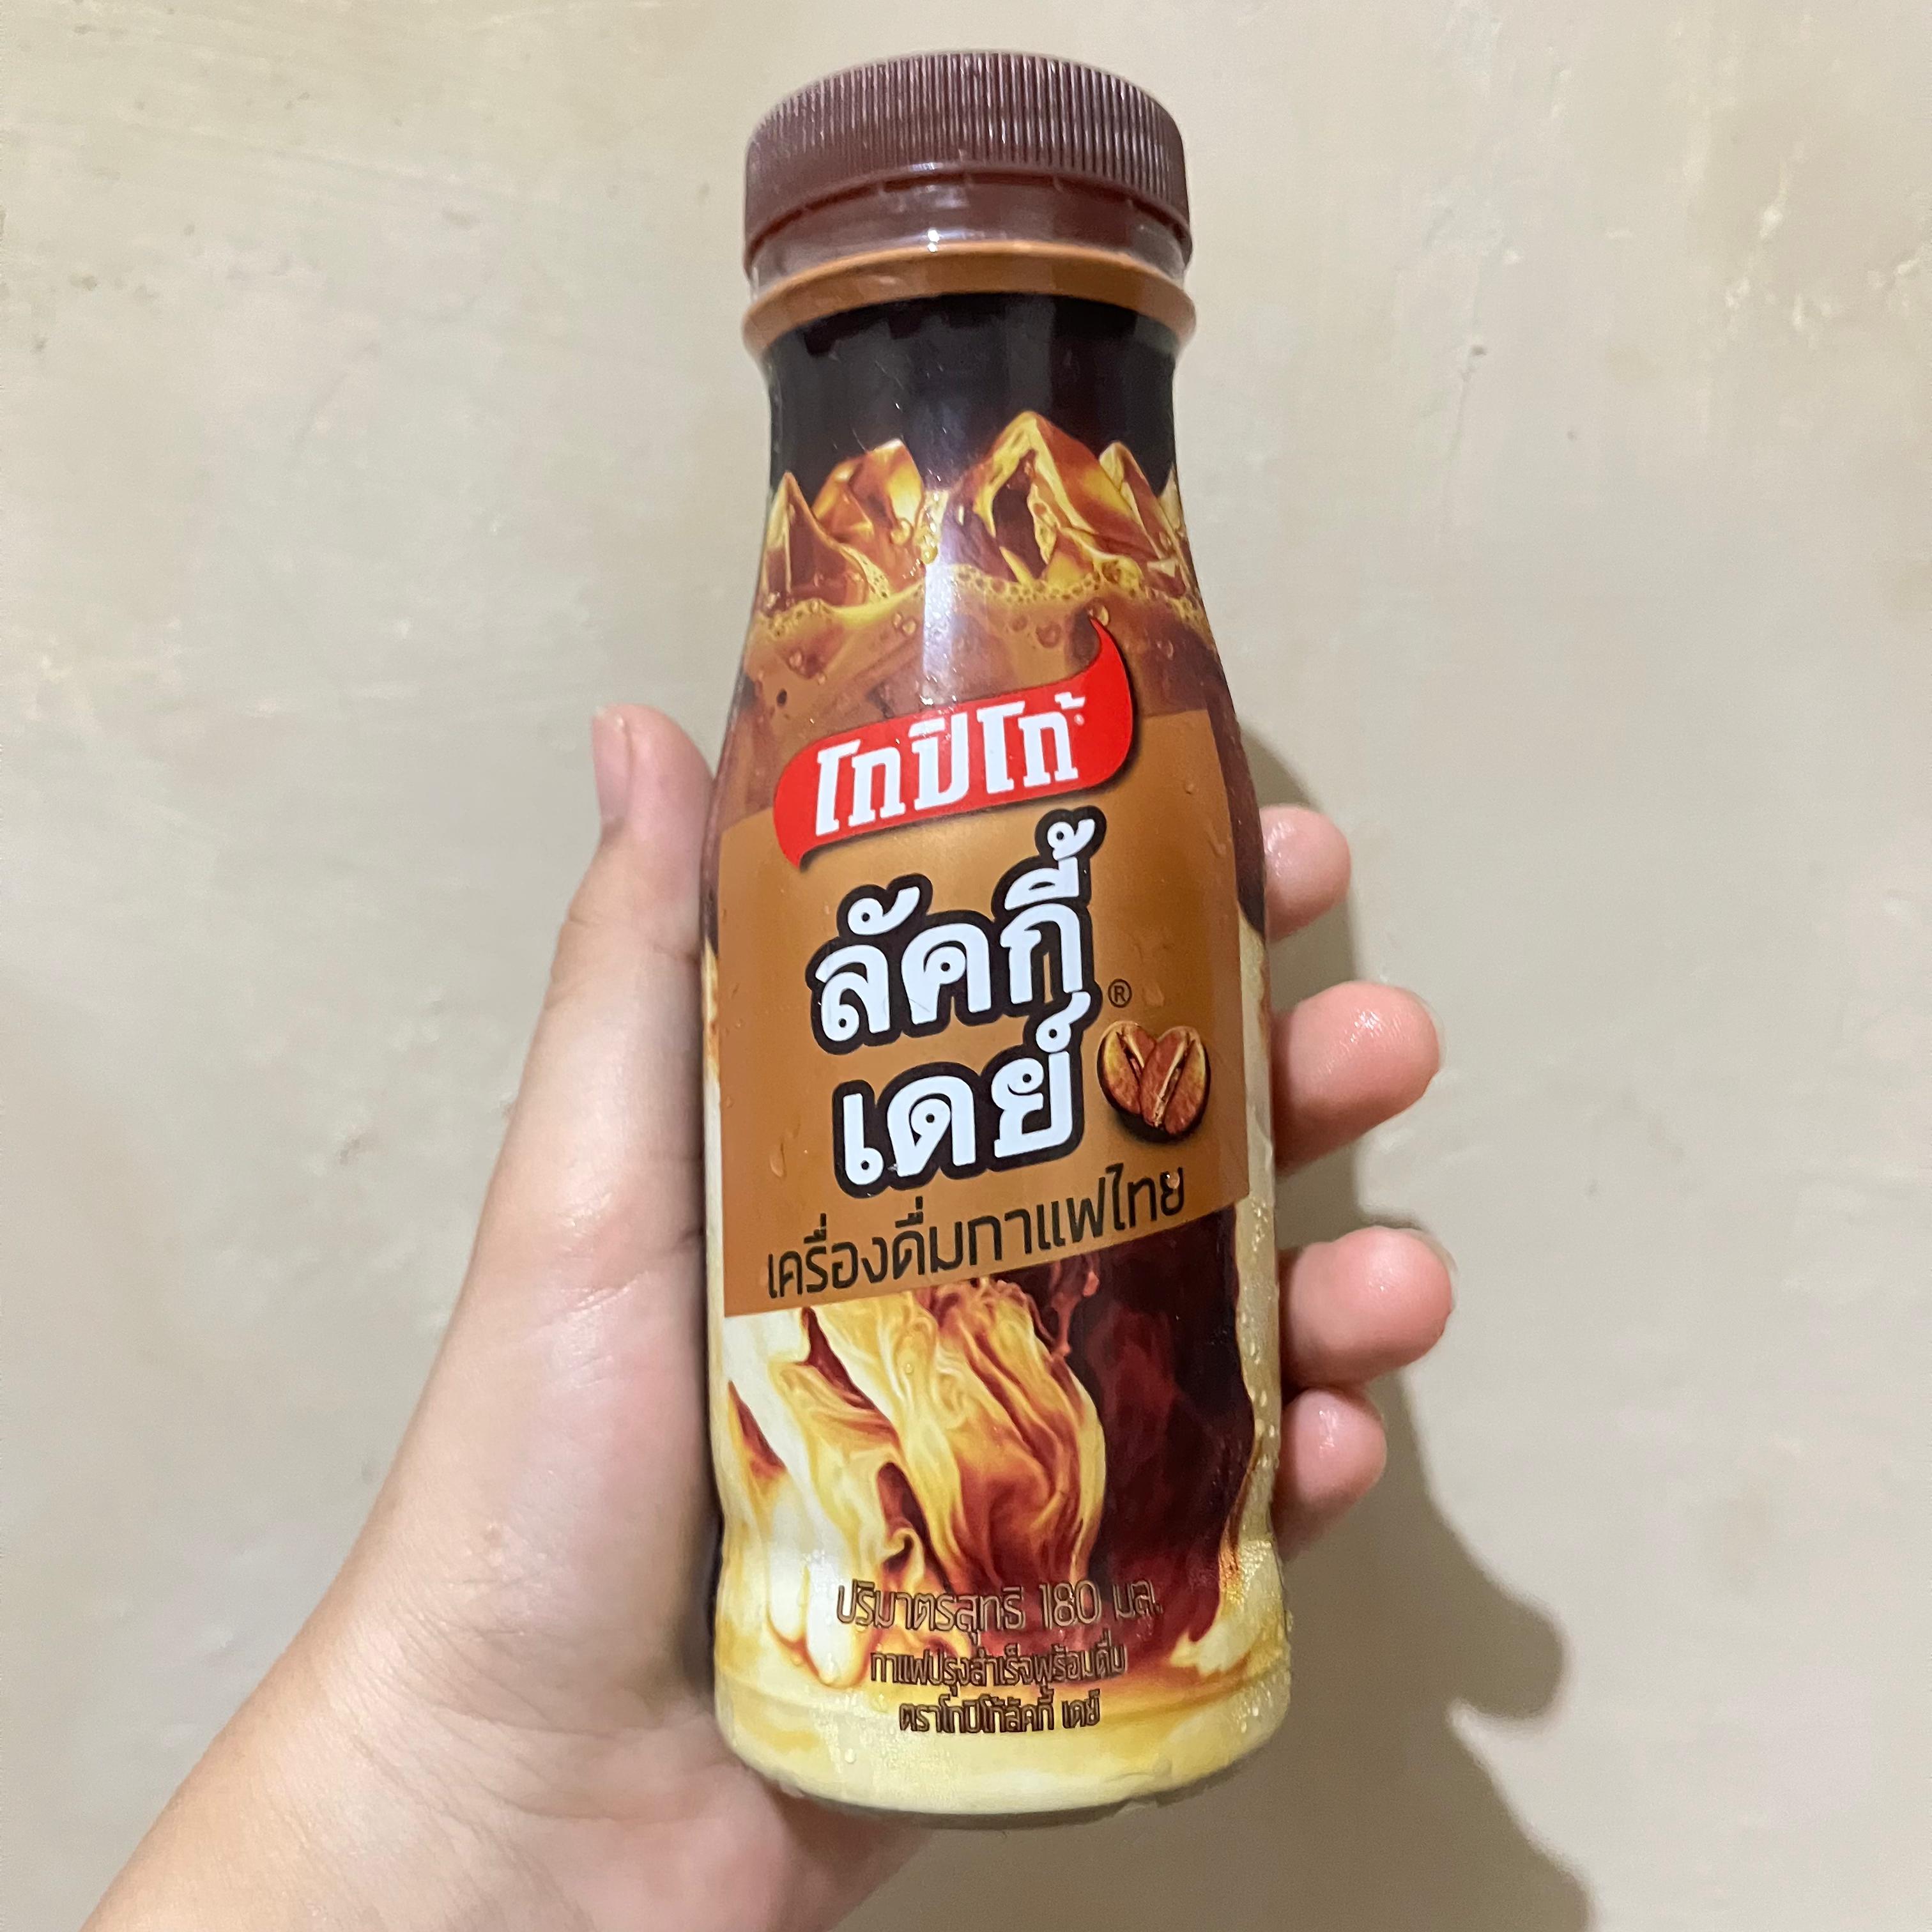 โกปิโก้
ลัคกี้
®
เดย์
เครื่องดื่มกาแฟไทย
ปริมาตรสุทธิ 180 มล.
กาแฟปรุงสำเร็จพร้อมดื่ม
ตราโกปิโก้ลัคกี้ เดย์